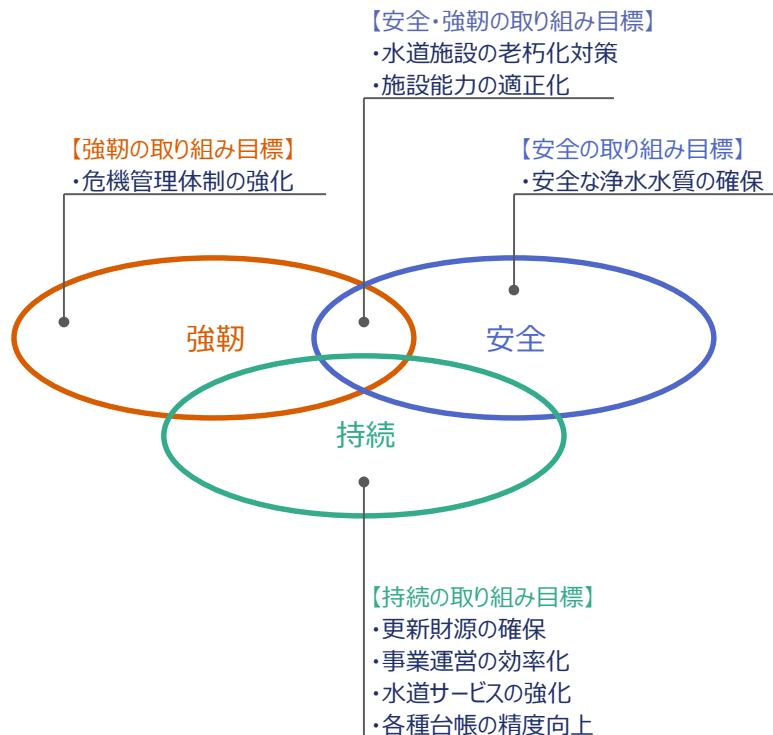 【安全・強靭の取り組み目標】
・水道施設の老朽化対策
・施設能力の適正化
【強靭の取り組み目標】
・危機管理体制の強化
【安全の取り組み目標】
・安全な浄水水質の確保
強靭
安全
持続
【持続の取り組み目標】
・更新財源の確保
・事業運営の効率化
・水道サービスの強化
・各種台帳の精度向上